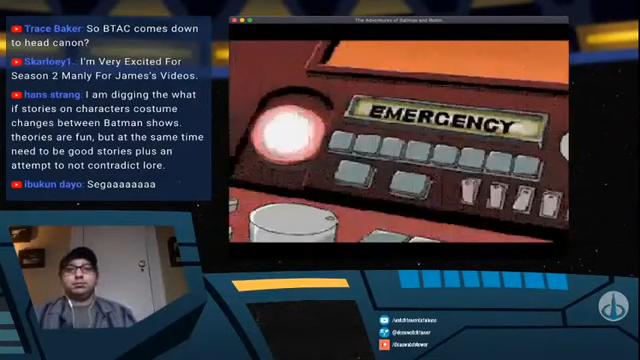 The Adventures of Batman and Robin
Trace Baker: So BTAC comes down
to head canon?
Skarloey1.: I'm Very Excited For
Season 2 Manly For James's Videos.
hans strang: I am digging the what
if stories on characters costume
changes between Batman shows.
theories are fun, but at the same time
need to be good stories plus an
attempt to not contradict lore.
ibukun dayo: Segaaaaaaaa
EMERGENCY
/watchtowerdatabase
@dcauwatchtower
/dcauwatchtower